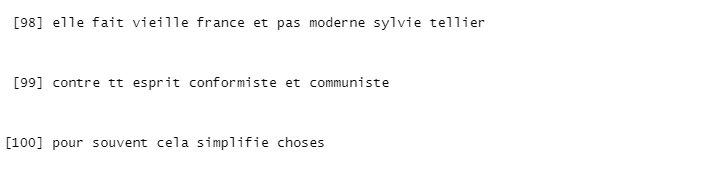 [98] elle fait vieille france et pas moderne sylvie tellier
[99] contre tt esprit conformiste et communiste
[100] pour souvent cela simplifie choses